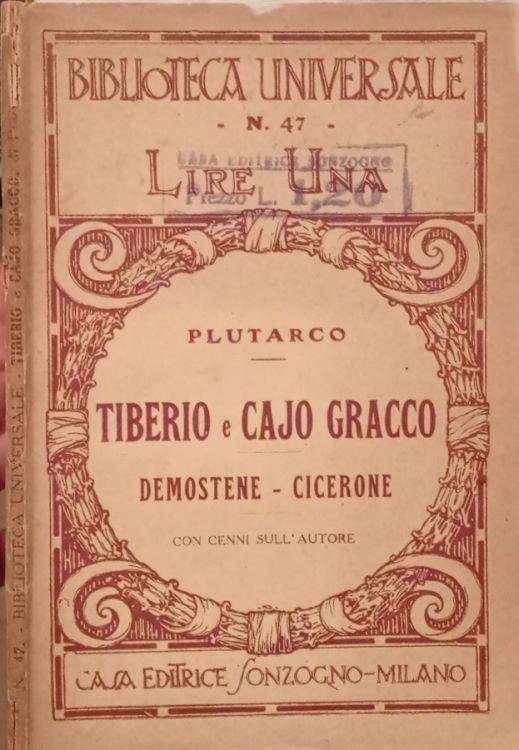 BIBLIOTECA UNIVERSALE
- N. 47 -
LIRE UNA
CASA EDITRICE SONZOGNO
Prezzo L. 1,20
PLUTARCO
TIBERIO e CAJO GRACCO
DEMOSTENE - CICERONE
CON CENNI SULL'AUTORE
CASA EDITRICE SONZOGNO-MILANO
N. 47. - BIBLIOTECA UNIVERSALE - TIBERIO e CAJO GRACCO, di